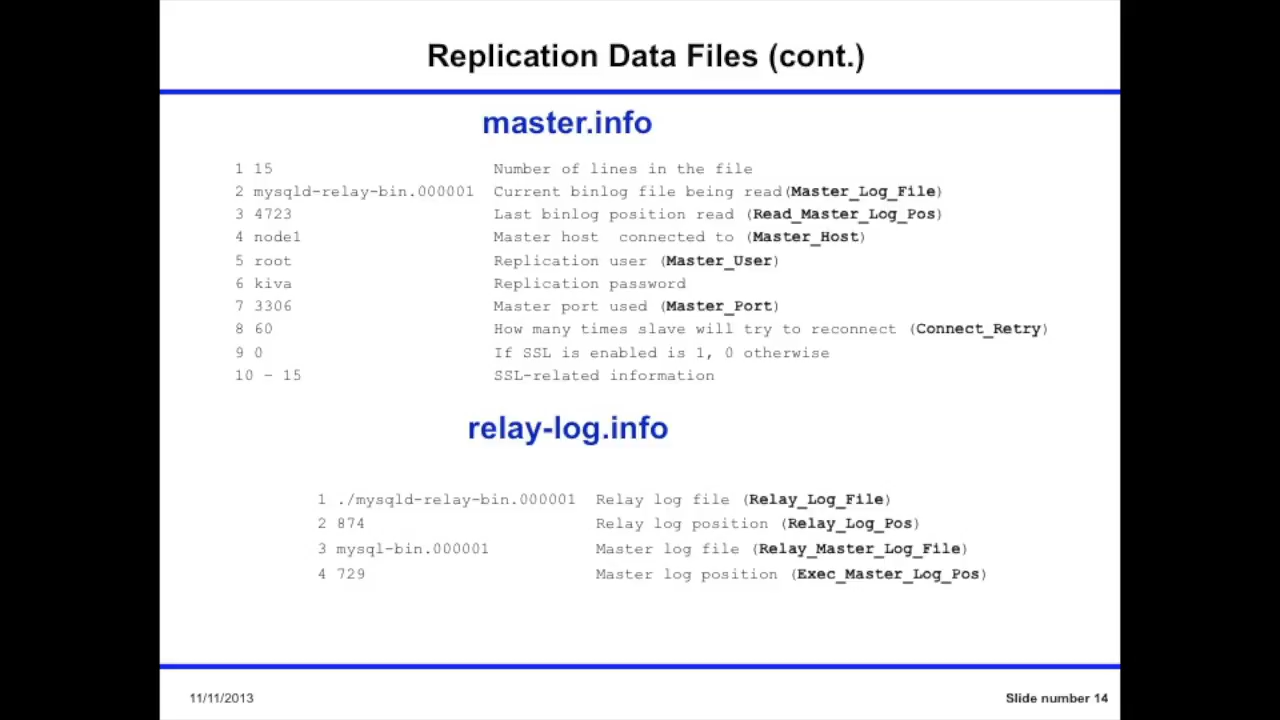 Replication Data Files (cont.)
master.info
1 15 Number of lines in the file
2 mysqld-relay-bin.000001 Current binlog file being read(Master_Log_File)
3 4723 Last binlog position read (Read_Master_Log_Pos)
4 node1 Master host connected to (Master_Host)
5 root Replication user (Master_User)
6 kiva Replication password
7 3306 Master port used (Master_Port)
8 60 How many times slave will try to reconnect (Connect_Retry)
9 0 If SSL is enabled is 1, 0 otherwise
10 – 15 SSL-related information
relay-log.info
1 ./mysqld-relay-bin.000001 Relay log file (Relay_Log_File)
2 874 Relay log position (Relay_Log_Pos)
3 mysql-bin.000001 Master log file (Relay_Master_Log_File)
4 729 Master log position (Exec_Master_Log_Pos)
11/11/2013 Slide number 14